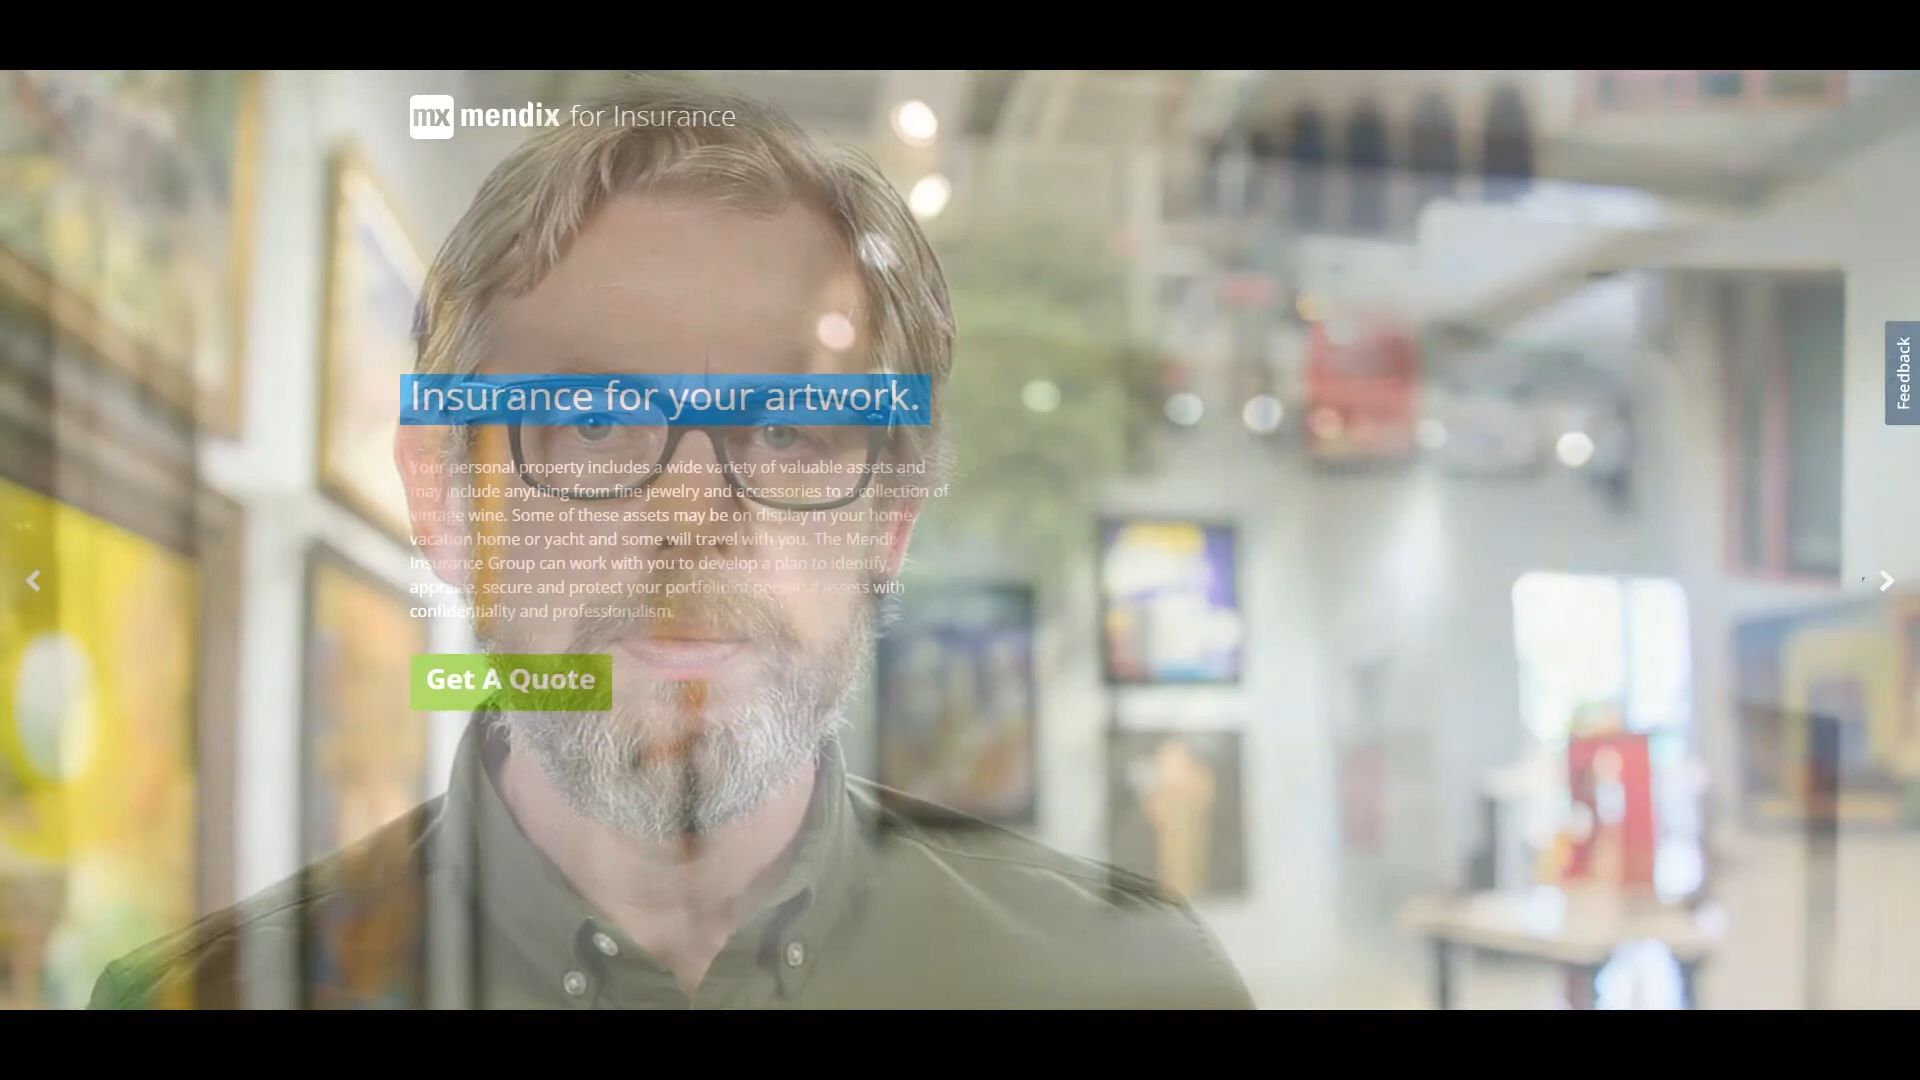 mx mendix for Insurance
Feedback
Insurance for your artwork.
Your personal property includes a wide variety of valuable assets and
may include anything from fine jewelry and accessories to a collection of
vintage wine. Some of these assets may be on display in your home,
vacation home or yacht and some will travel with you. The Mendix
Insurance Group can work with you to develop a plan to identify,
appraise, secure and protect your portfolio of personal assets with
confidentiality and professionalism.
Get A Quote